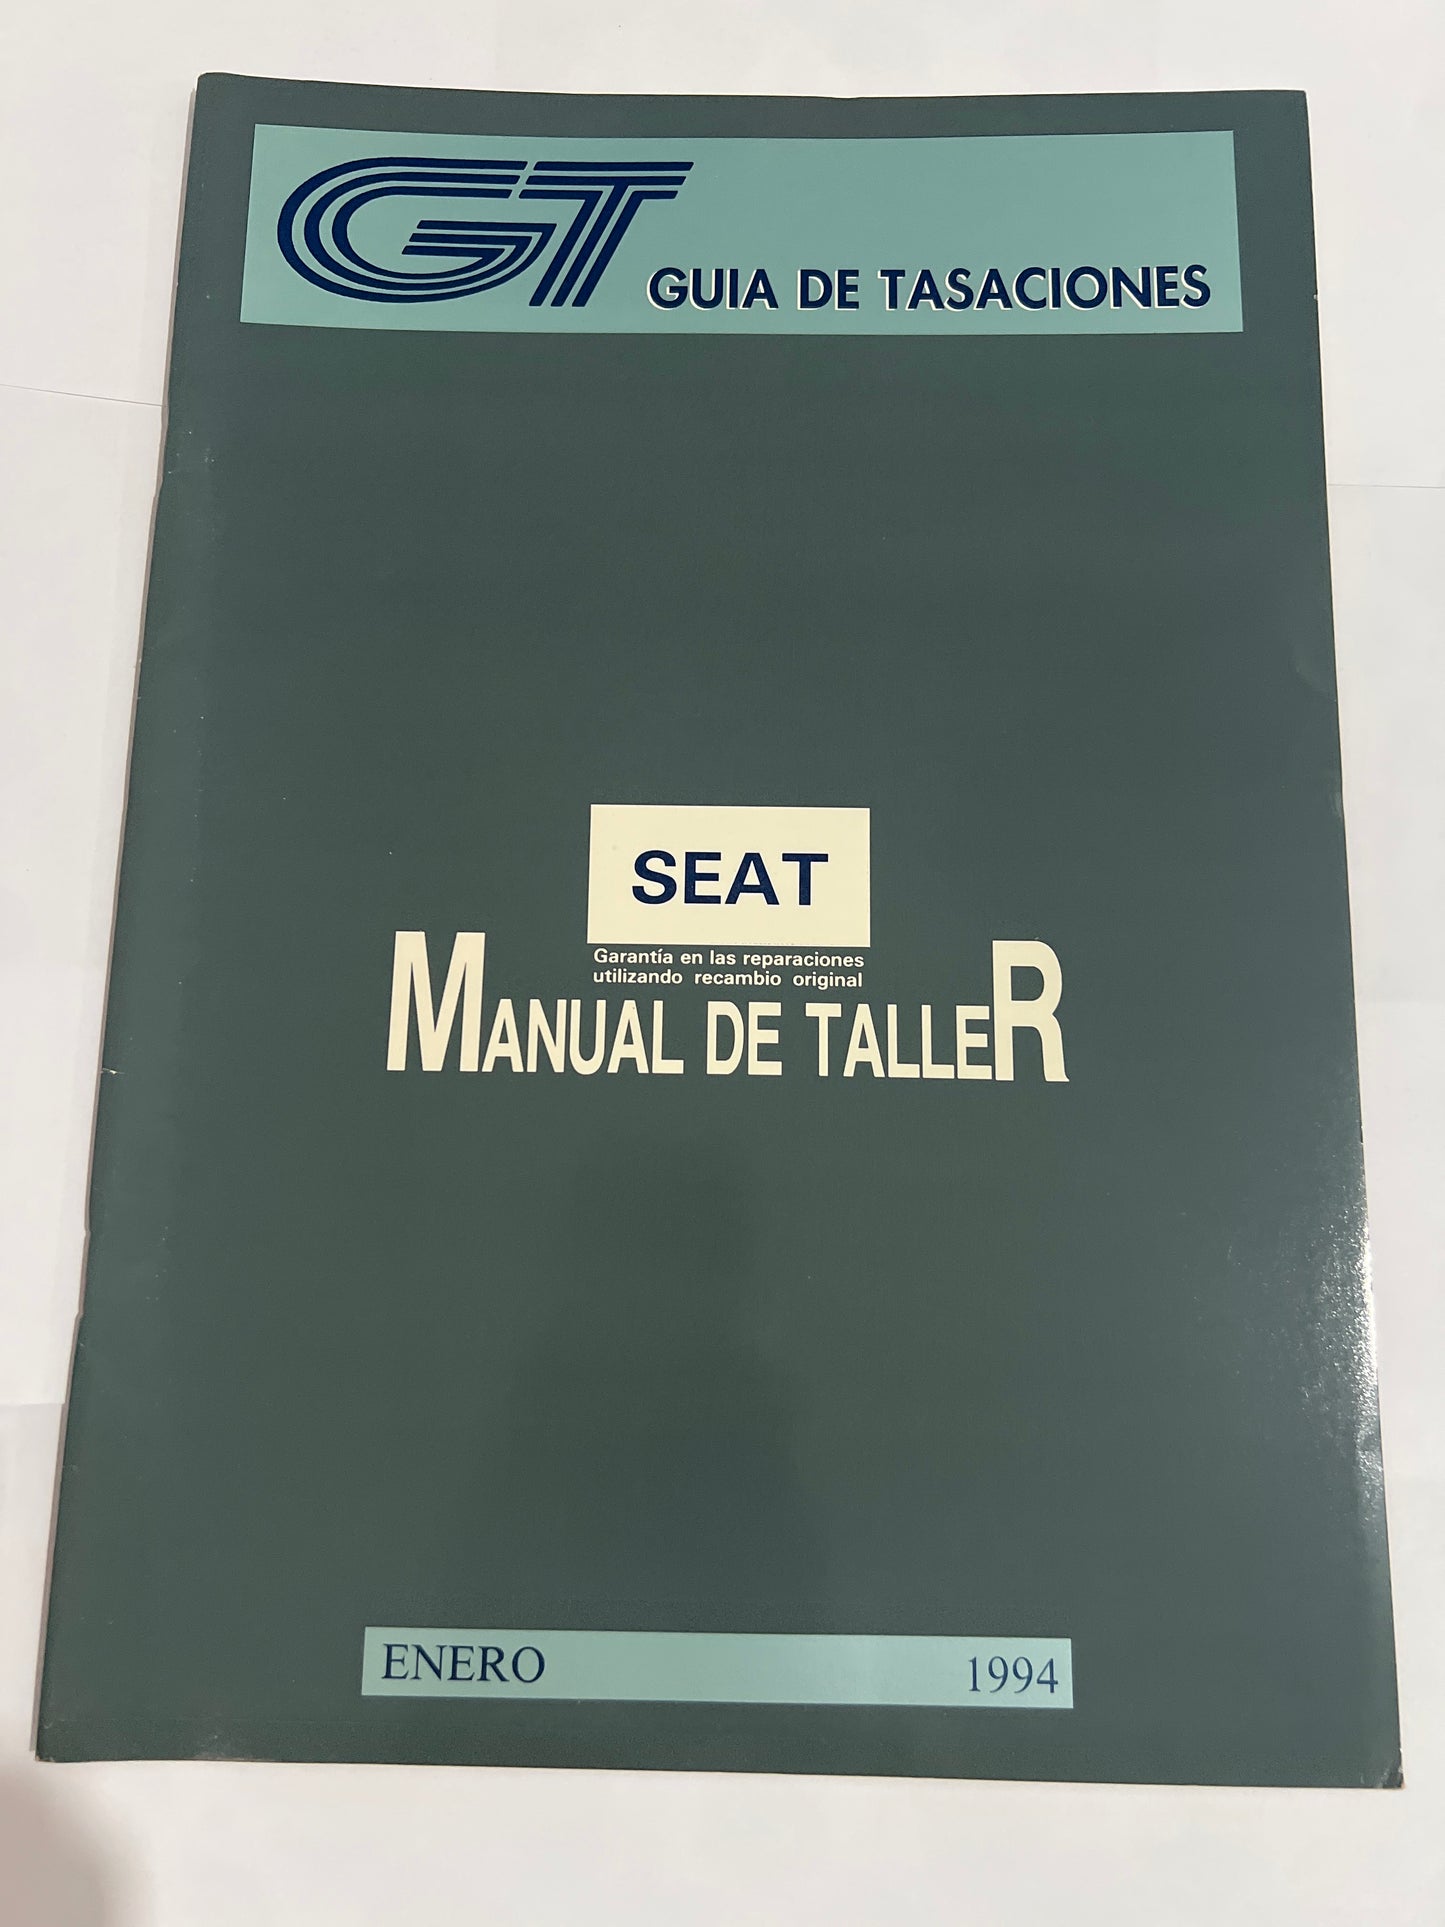 GT GUIA DE TASACIONES
SEAT
Garantía en las reparaciones
utilizando recambio original
MANUAL DE TALLER
ENERO 1994